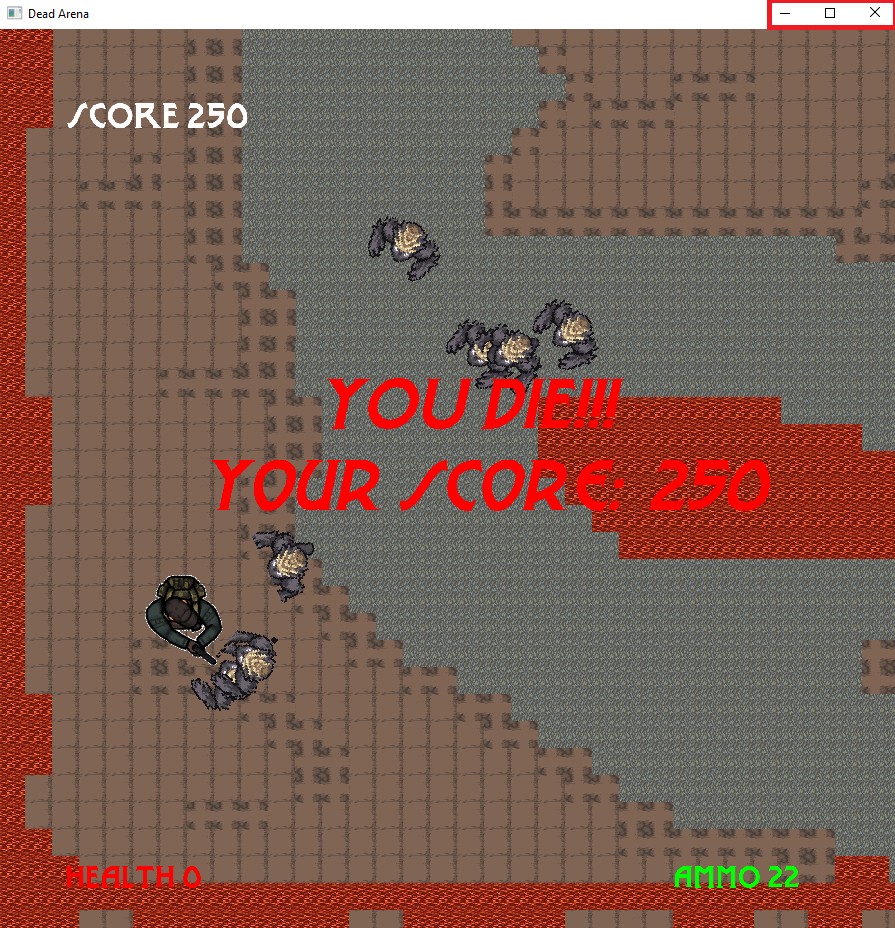 Dead Arena
SCORE 250
YOU DIE!!!
YOUR SCORE: 250
HEALTH 0
AMMO 22